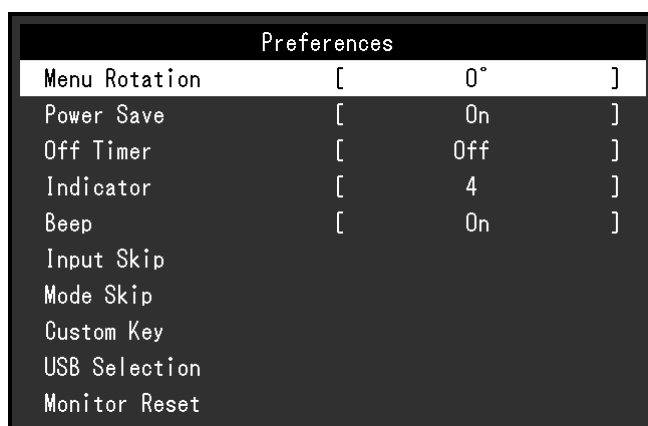 Preferences
Menu Rotation [ 0° ]
Power Save [ On ]
Off Timer [ Off ]
Indicator [ 4 ]
Beep [ On ]
Input Skip
Mode Skip
Custom Key
USB Selection
Monitor Reset